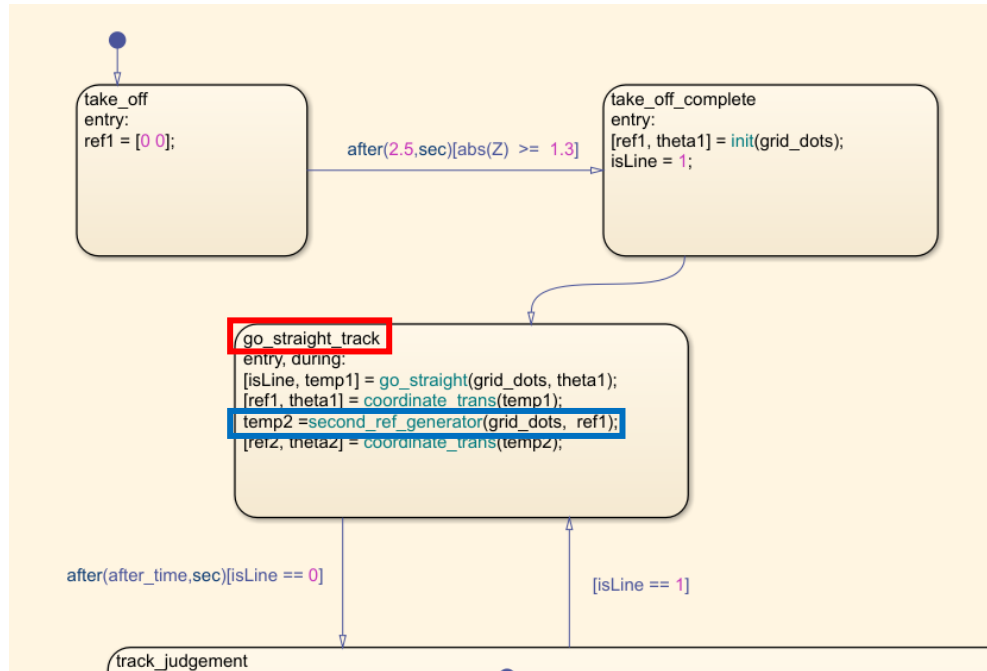 take_off
entry:
ref1 = [0 0];
after(2.5,sec)[abs(Z) >= 1.3]
take_off_complete
entry:
[ref1, theta1] = init(grid_dots);
isLine = 1;
go_straight_track
entry, during:
[isLine, temp1] = go_straight(grid_dots, theta1);
[ref1, theta1] = coordinate_trans(temp1);
temp2 =second_ref_generator(grid_dots, ref1);
[ref2, theta2] = coordinate_trans(temp2);
after(after_time,sec)[isLine == 0]
[isLine == 1]
track_judgement